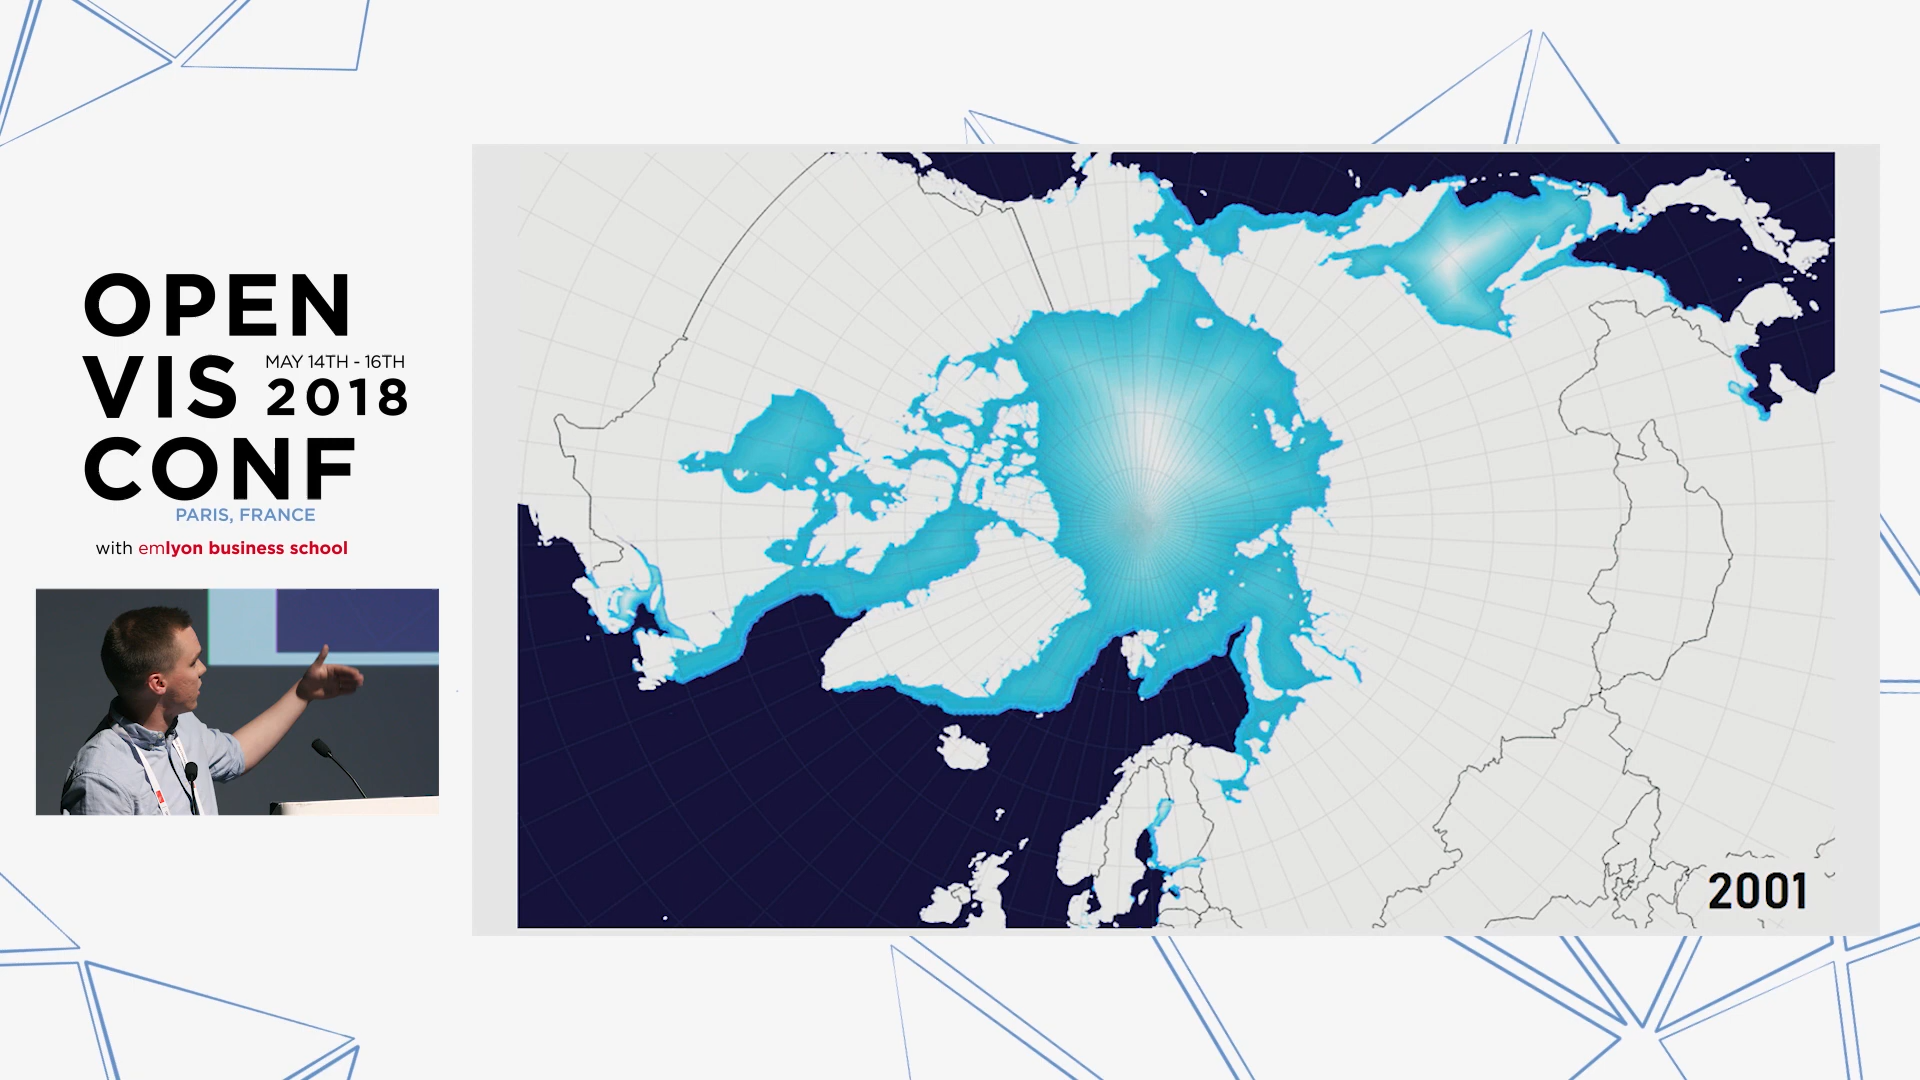 OPEN
VIS MAY 14TH - 16TH
2018
CONF
PARIS, FRANCE
with emlyon business school
2001